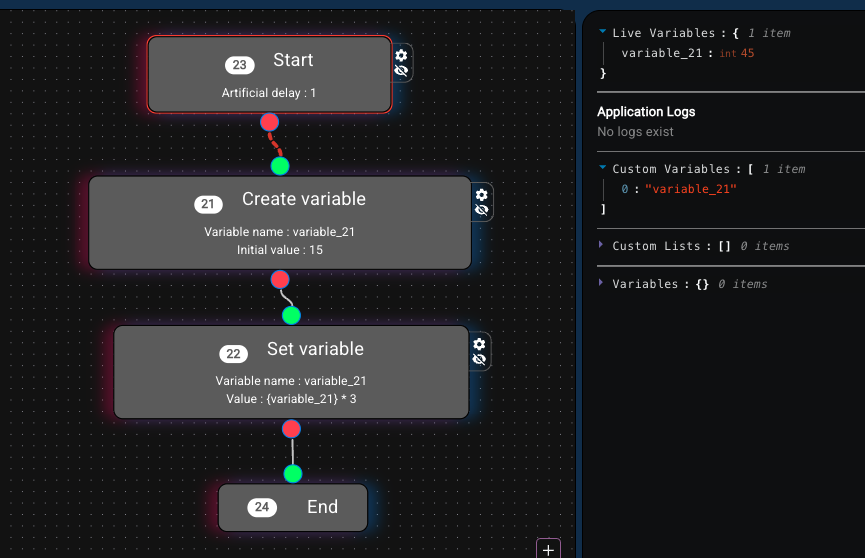 23 Start
Artificial delay : 1
21 Create variable
Variable name : variable_21
Initial value : 15
22 Set variable
Variable name : variable_21
Value : {variable_21} * 3
24 End
Live Variables : { 1 item
variable_21 : int 45
}
Application Logs
No logs exist
Custom Variables : [ 1 item
0 : "variable_21"
]
Custom Lists : [] 0 items
Variables : {} 0 items